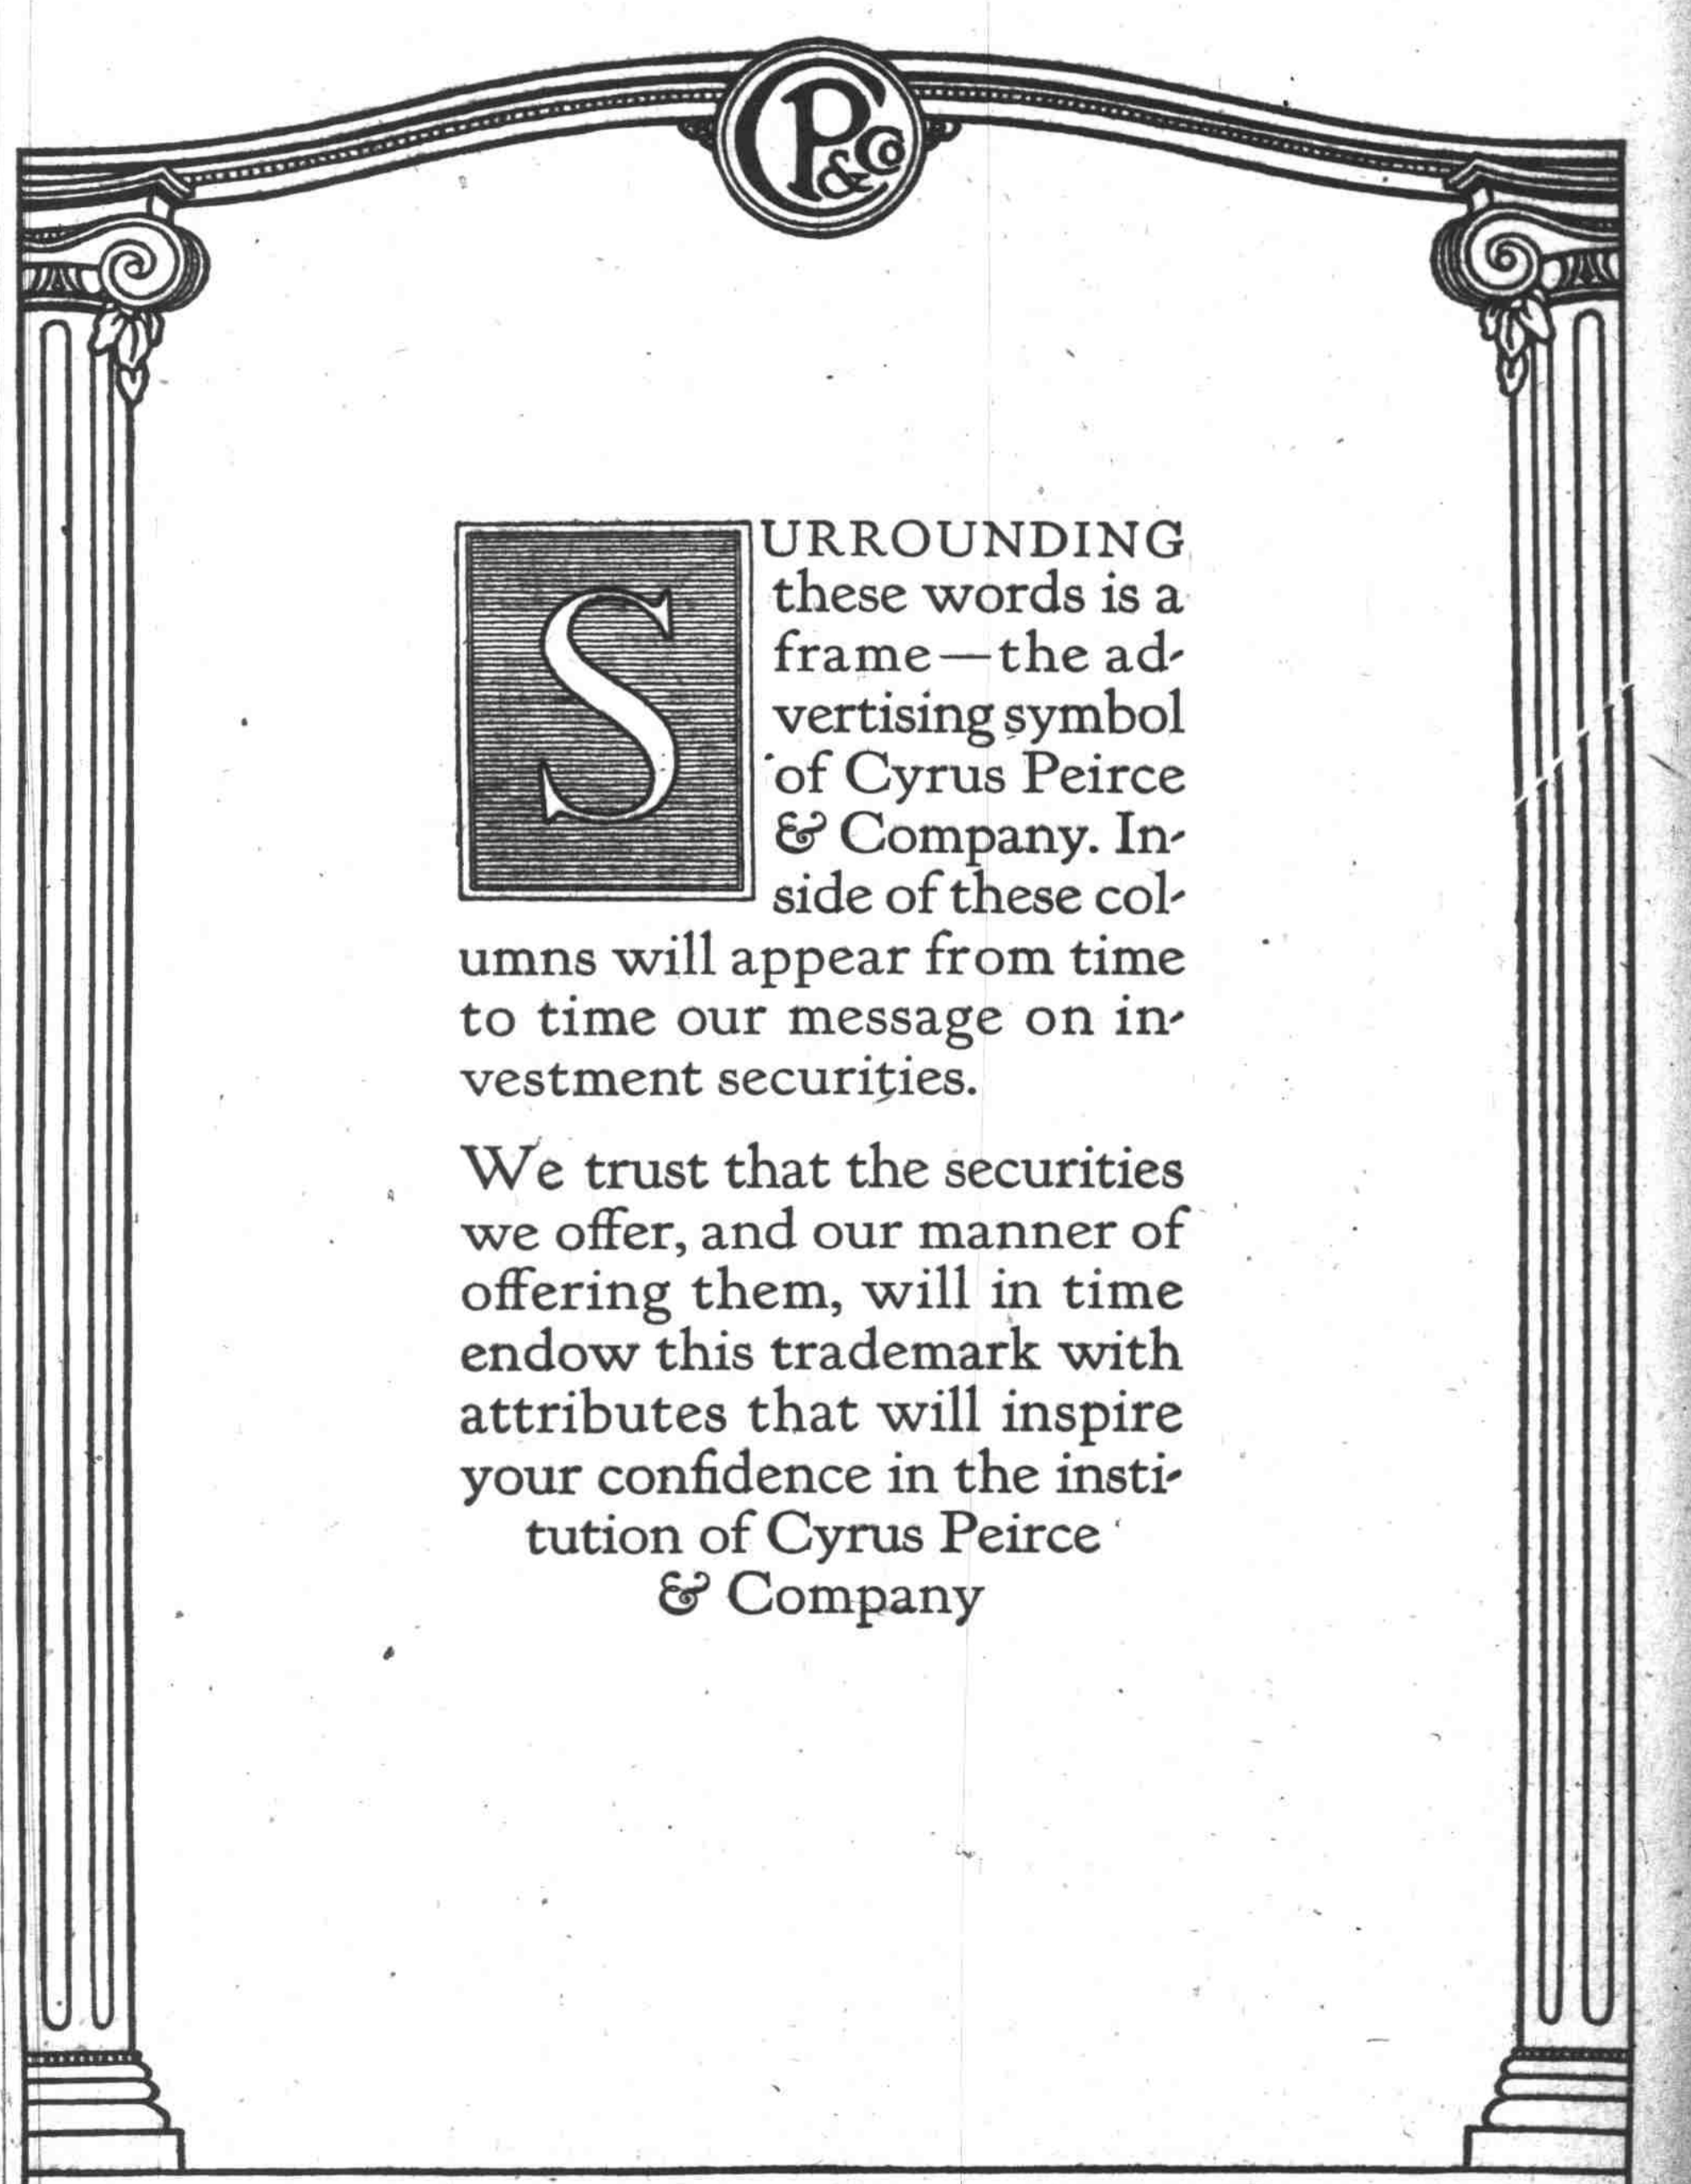 CP&Co
SURROUNDING
these words is a
frame—the ad-
vertising symbol
of Cyrus Peirce
& Company. In-
side of these col-
umns will appear from time
to time our message on in-
vestment securities.
We trust that the securities
we offer, and our manner of
offering them, will in time
endow this trademark with
attributes that will inspire
your confidence in the insti-
tution of Cyrus Peirce
& Company